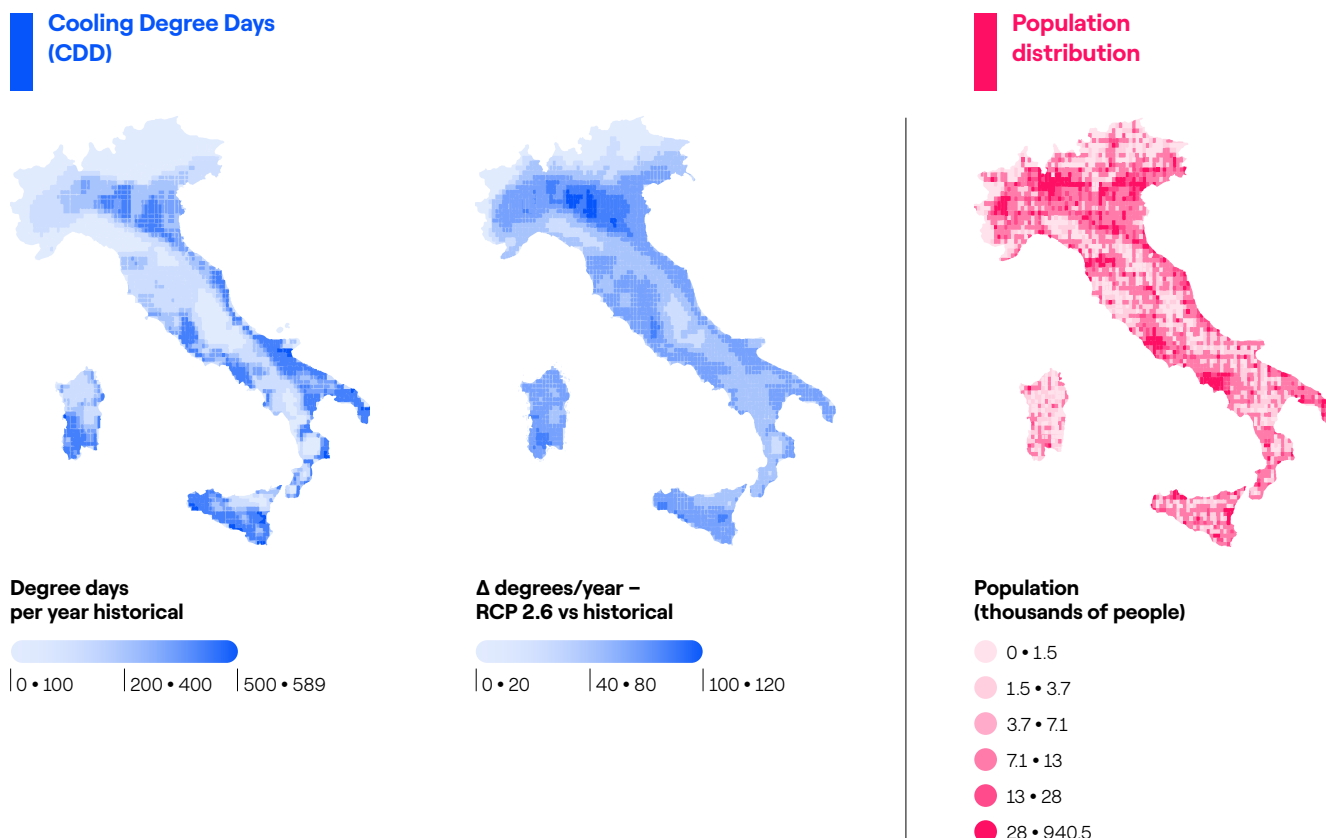 Cooling Degree Days
(CDD)
Population
distribution
Degree days
per year historical
0 • 100
200 • 400
500 • 589
Δ degrees/year –
RCP 2.6 vs historical
0 • 20
40 • 80
100 • 120
Population
(thousands of people)
0 • 1.5
1.5 • 3.7
3.7 • 7.1
7.1 • 13
13 • 28
28 • 940.5